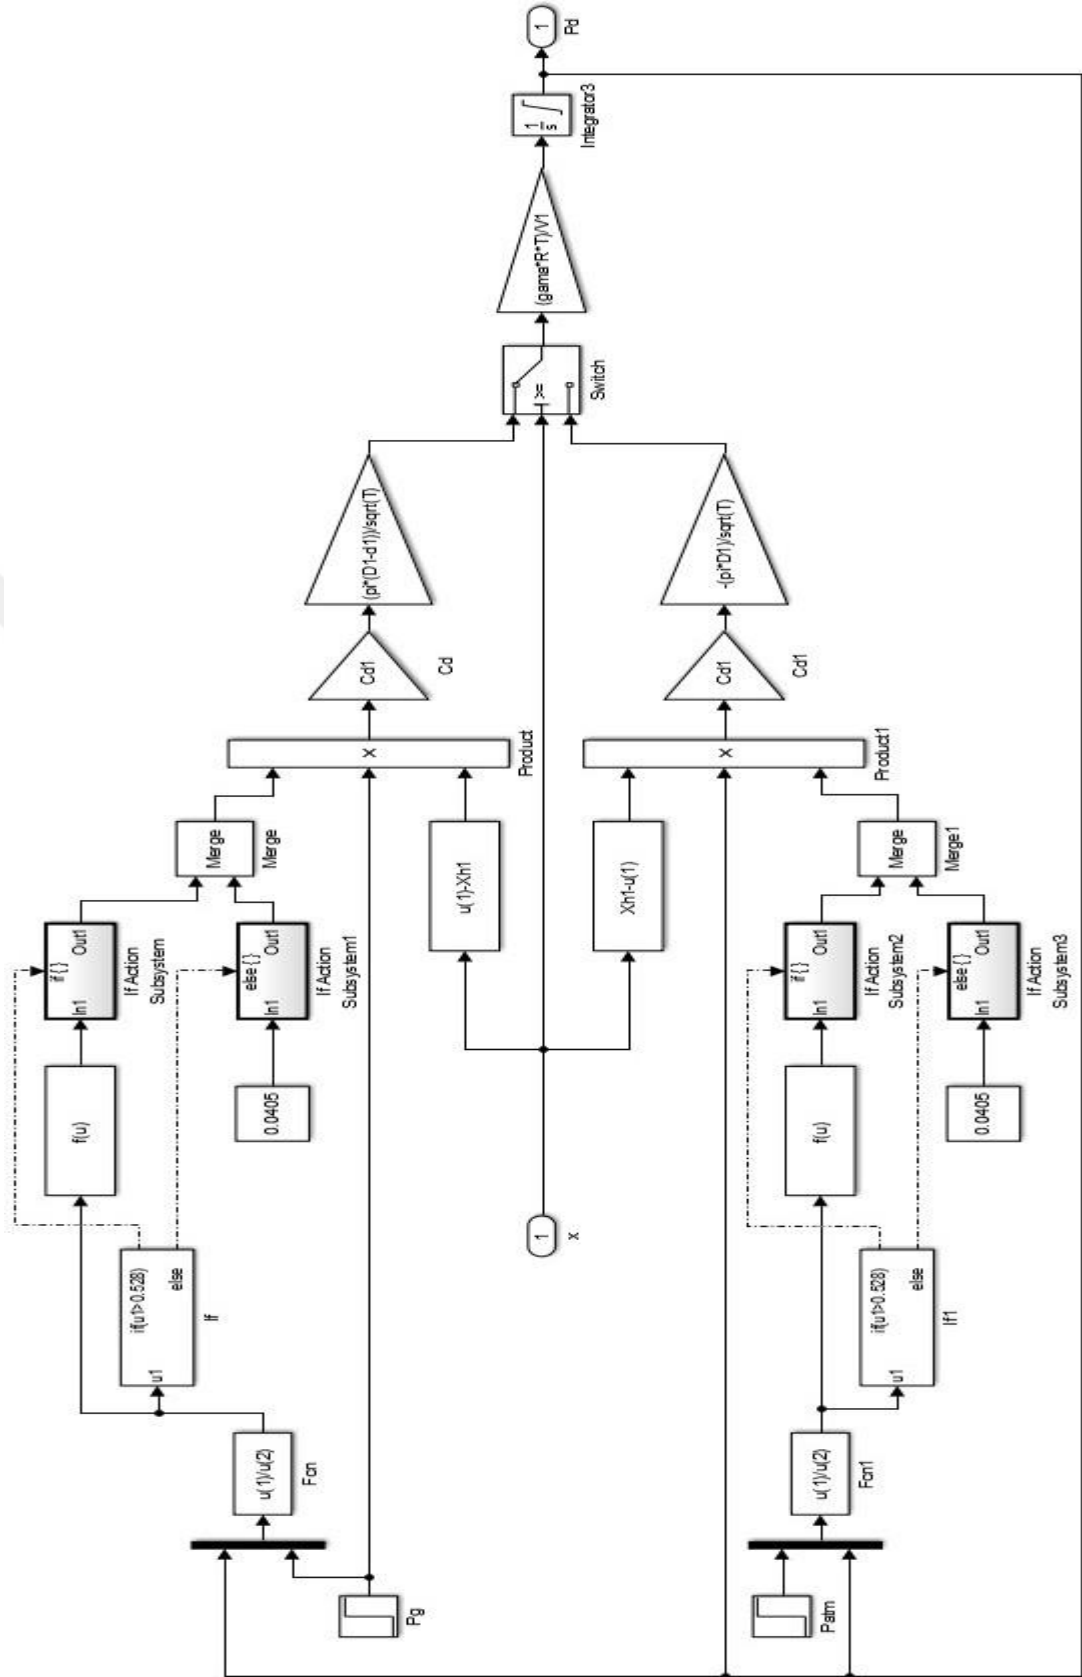 Pg
u(1)/u(2)
Fcn
u1
if(u1>0.528)
else
If
f(u)
0.0405
if { }
In1
Out1
If Action
Subsystem
else { }
In1
Out1
If Action
Subsystem1
Merge
Merge
u(1)-Xh1
X
Product
Cd1
Cd
(pi*(D1-d1))/sqrt(T)
1
x
Patm
u(1)/u(2)
Fcn1
u1
if(u1>0.528)
else
If1
f(u)
0.0405
if { }
In1
Out1
If Action
Subsystem2
else { }
In1
Out1
If Action
Subsystem3
Merge
Merge1
Xh1-u(1)
X
Product1
Cd1
Cd1
-(pi*D1)/sqrt(T)
>=
Switch
(gama*R*T)/V1
1
s
Integrator3
1
Pd